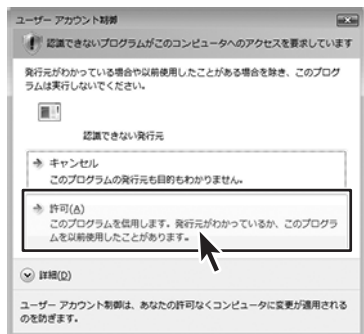 ユーザー アカウント制御
認識できないプログラムがこのコンピュータへのアクセスを要求しています
発行元がわかっている場合や以前使用したことがある場合を除き、このプログ
ラムは実行しないでください。
認識できない発行元
キャンセル
このプログラムの発行元も目的もわかりません。
許可(A)
このプログラムを信用します。発行元がわかっているか、このプログラ
ムを以前使用したことがあります。
詳細(D)
ユーザー アカウント制御は、あなたの許可なくコンピュータに変更が適用される
のを防ぎます。